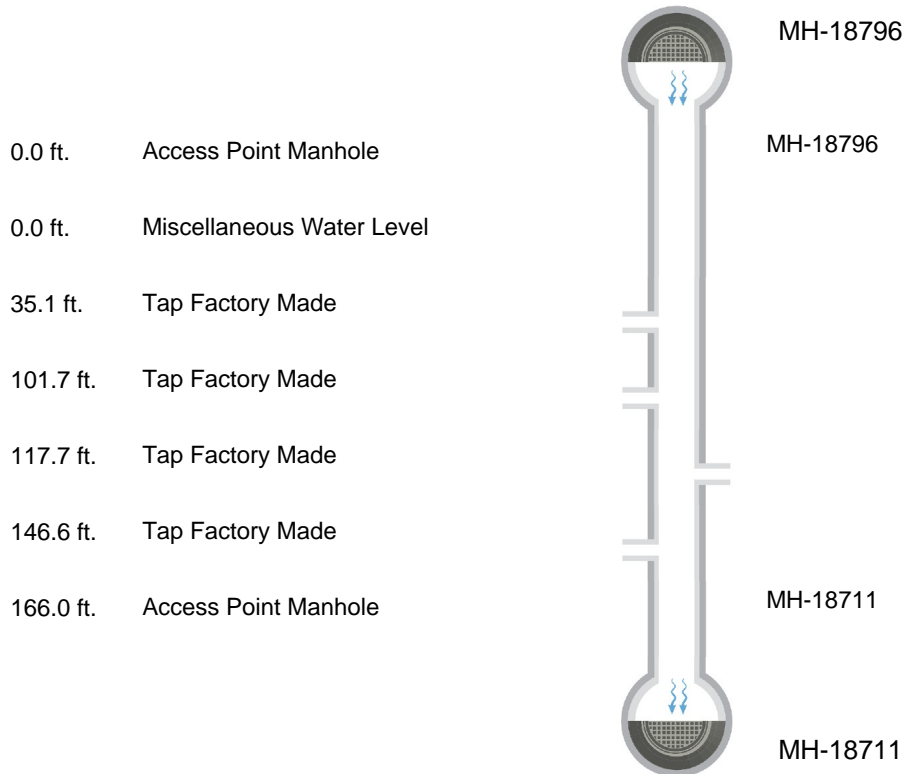 MH-18796
0.0 ft. Access Point Manhole MH-18796
0.0 ft. Miscellaneous Water Level
35.1 ft. Tap Factory Made
101.7 ft. Tap Factory Made
117.7 ft. Tap Factory Made
146.6 ft. Tap Factory Made
166.0 ft. Access Point Manhole MH-18711
MH-18711